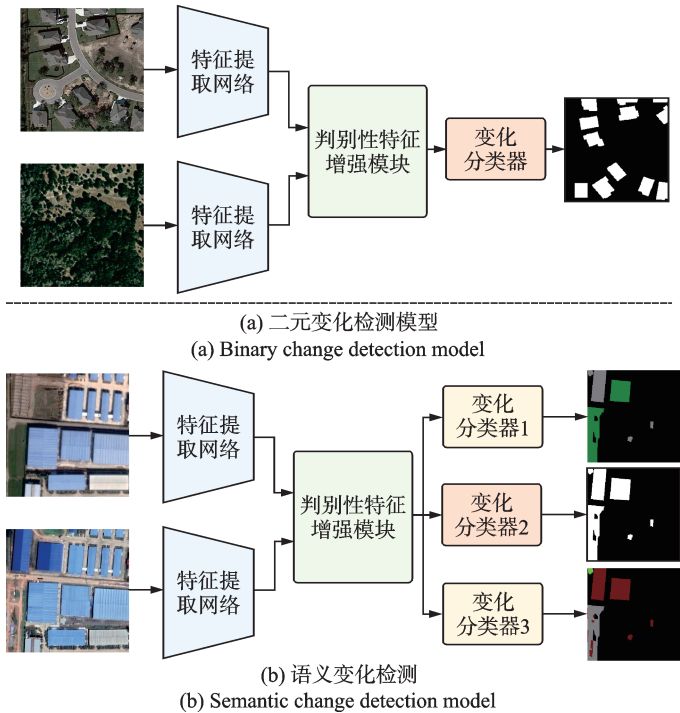 特征提
取网络
特征提
取网络
判别性特征
增强模块
变化
分类器
(a) 二元变化检测模型
(a) Binary change detection model
特征提
取网络
特征提
取网络
判别性特征
增强模块
变化
分类器1
变化
分类器2
变化
分类器3
(b) 语义变化检测
(b) Semantic change detection model